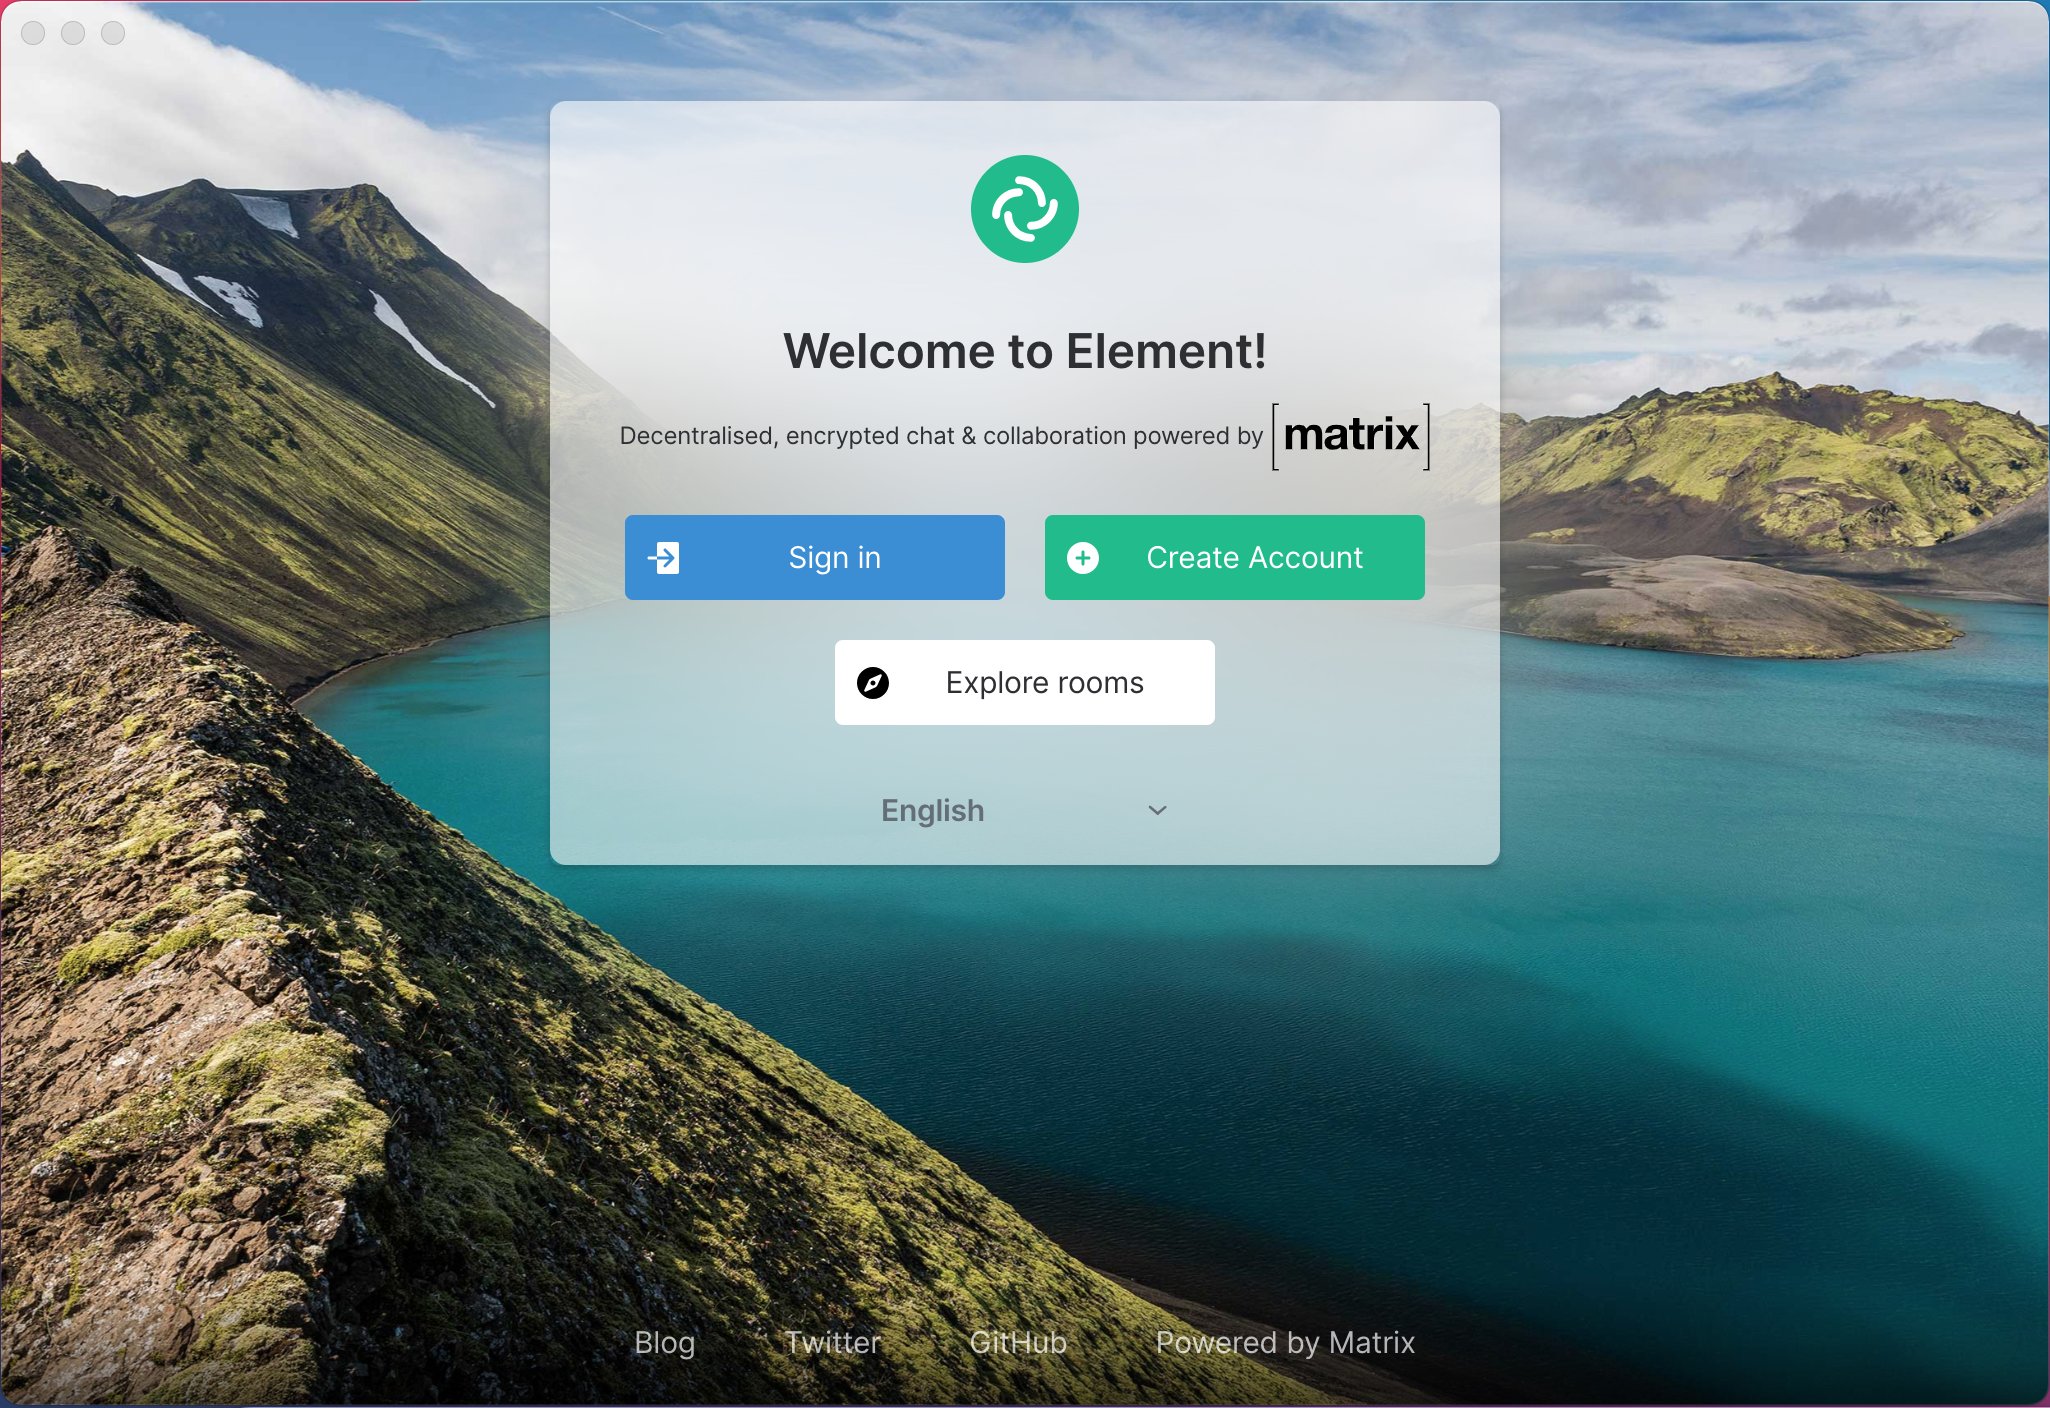 Welcome to Element!
Decentralised, encrypted chat & collaboration powered by [matrix]
Sign in
Create Account
Explore rooms
English
Blog Twitter GitHub Powered by Matrix